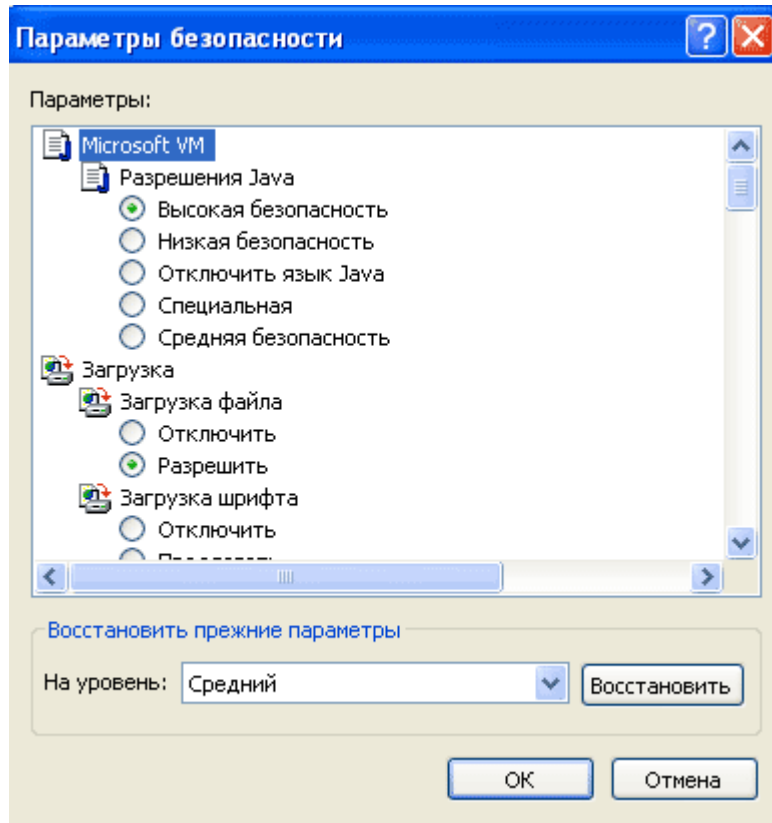 Параметры безопасности
Параметры:
Microsoft VM
Разрешения Java
Высокая безопасность
Низкая безопасность
Отключить язык Java
Специальная
Средняя безопасность
Загрузка
Загрузка файла
Отключить
Разрешить
Загрузка шрифта
Отключить
Восстановить прежние параметры
На уровень: Средний Восстановить
ОК Отмена